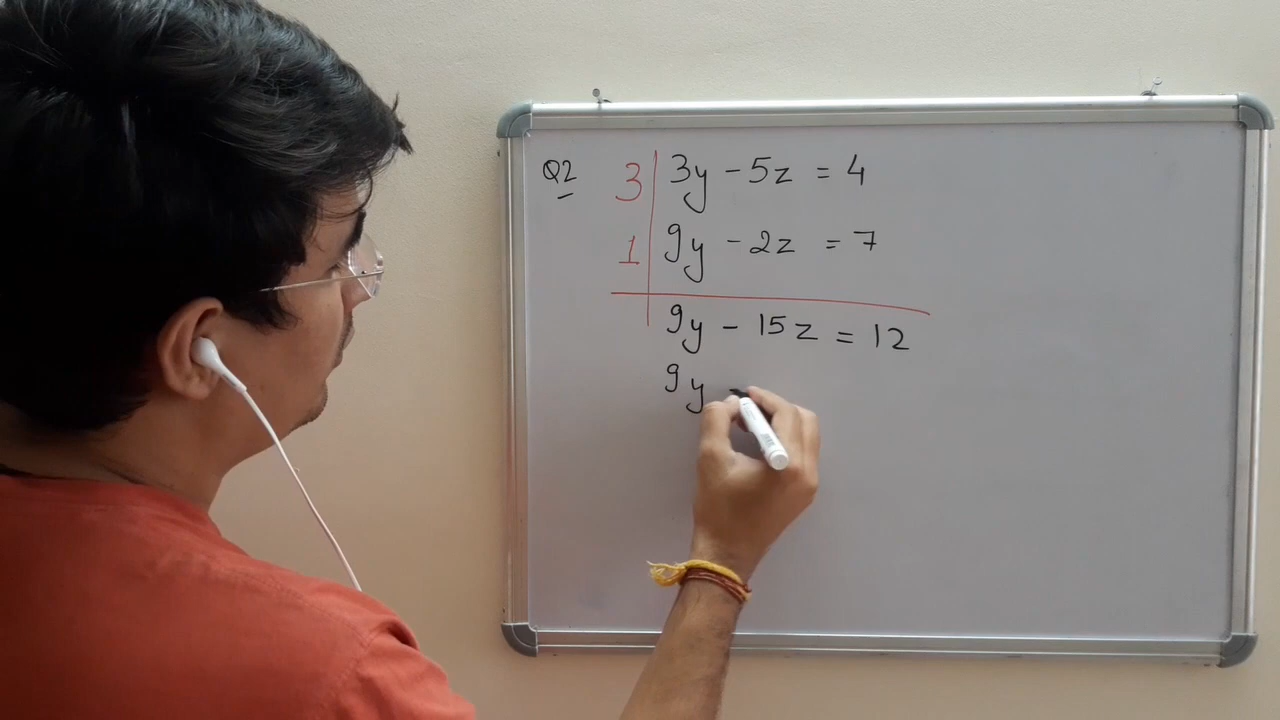 Q2 3 3y - 5z = 4
1 9y - 2z = 7
9y - 15z = 12
9y -